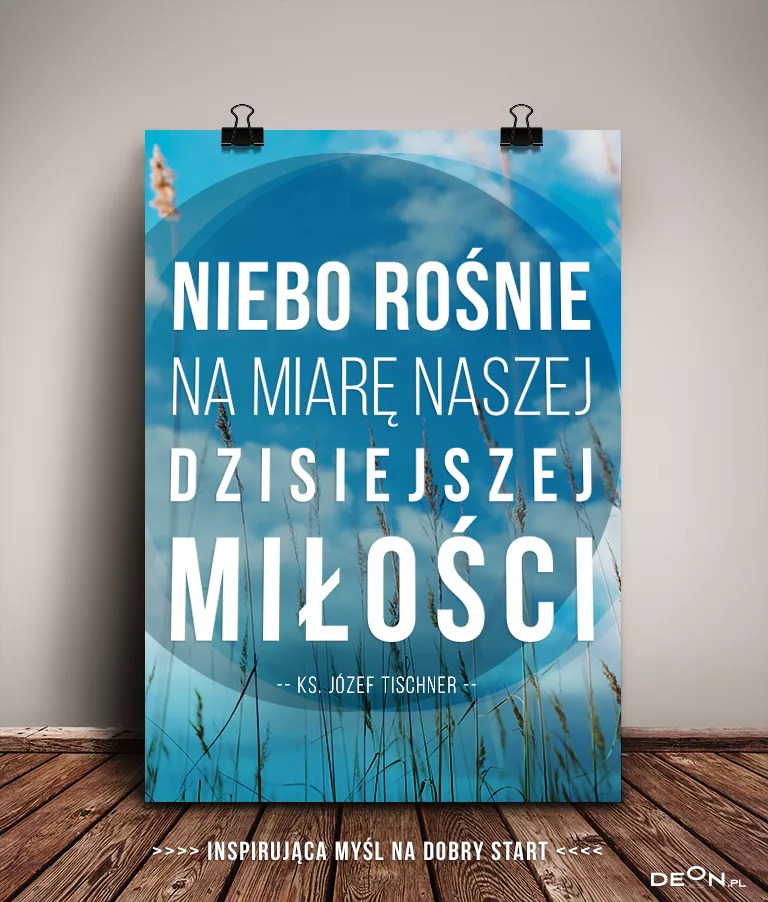 NIEBO ROŚNIE
NA MIARĘ NASZEJ
DZISIEJSZEJ
MIŁOŚCI
-- KS. JÓZEF TISCHNER --
>>>> INSPIRUJĄCA MYŚL NA DOBRY START <<<<
DEON.PL